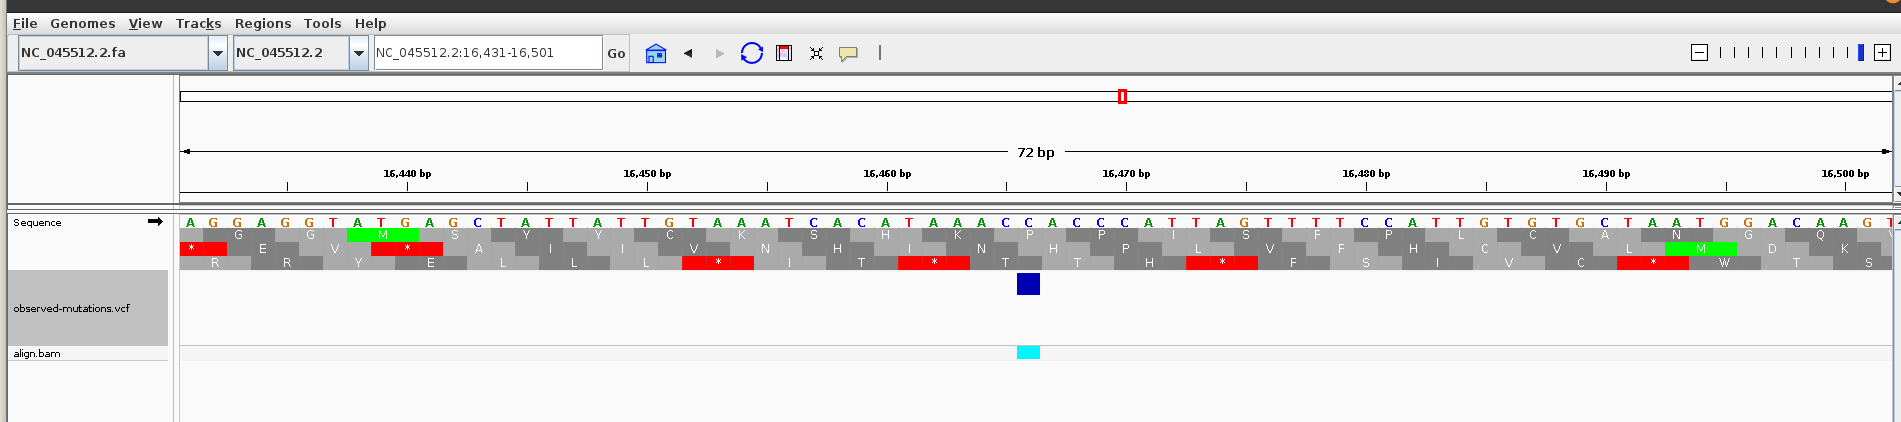 File Genomes View Tracks Regions Tools Help
NC_045512.2.fa NC_045512.2 NC_045512.2:16,431-16,501 Go
72 bp
16,440 bp 16,450 bp 16,460 bp 16,470 bp 16,480 bp 16,490 bp 16,500 bp
Sequence A G G A G G T A T G A G C T A T T A T T G T A A A T C A C A T A A A C C A C C C A T T A G T T T T C C A T T G T G T G C T A A T G G A C A A G T
G G M S Y Y C K S H K P P I S F P L C A N G Q
* E V * A I I V N H I N H P L V F H C V L M D K
R R Y E L L L * I T * T T H * F S I V C * W T S
observed-mutations.vcf
align.bam